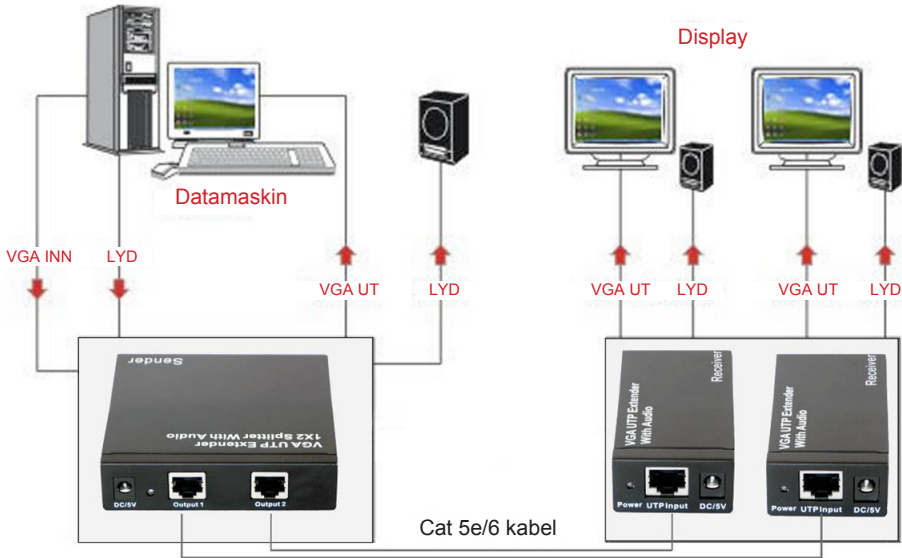 Display
Datamaskin
VGA INN
LYD
VGA UT
LYD
VGA UT
LYD
VGA UT
LYD
Sender
VGA UTP Extender
1X2 Splitter With Audio
DC/5V
Output 1
Output 2
VGA UTP Extender
With Audio
Receiver
Power
UTP Input
DC/5V
VGA UTP Extender
With Audio
Receiver
Power
UTP Input
DC/5V
Cat 5e/6 kabel